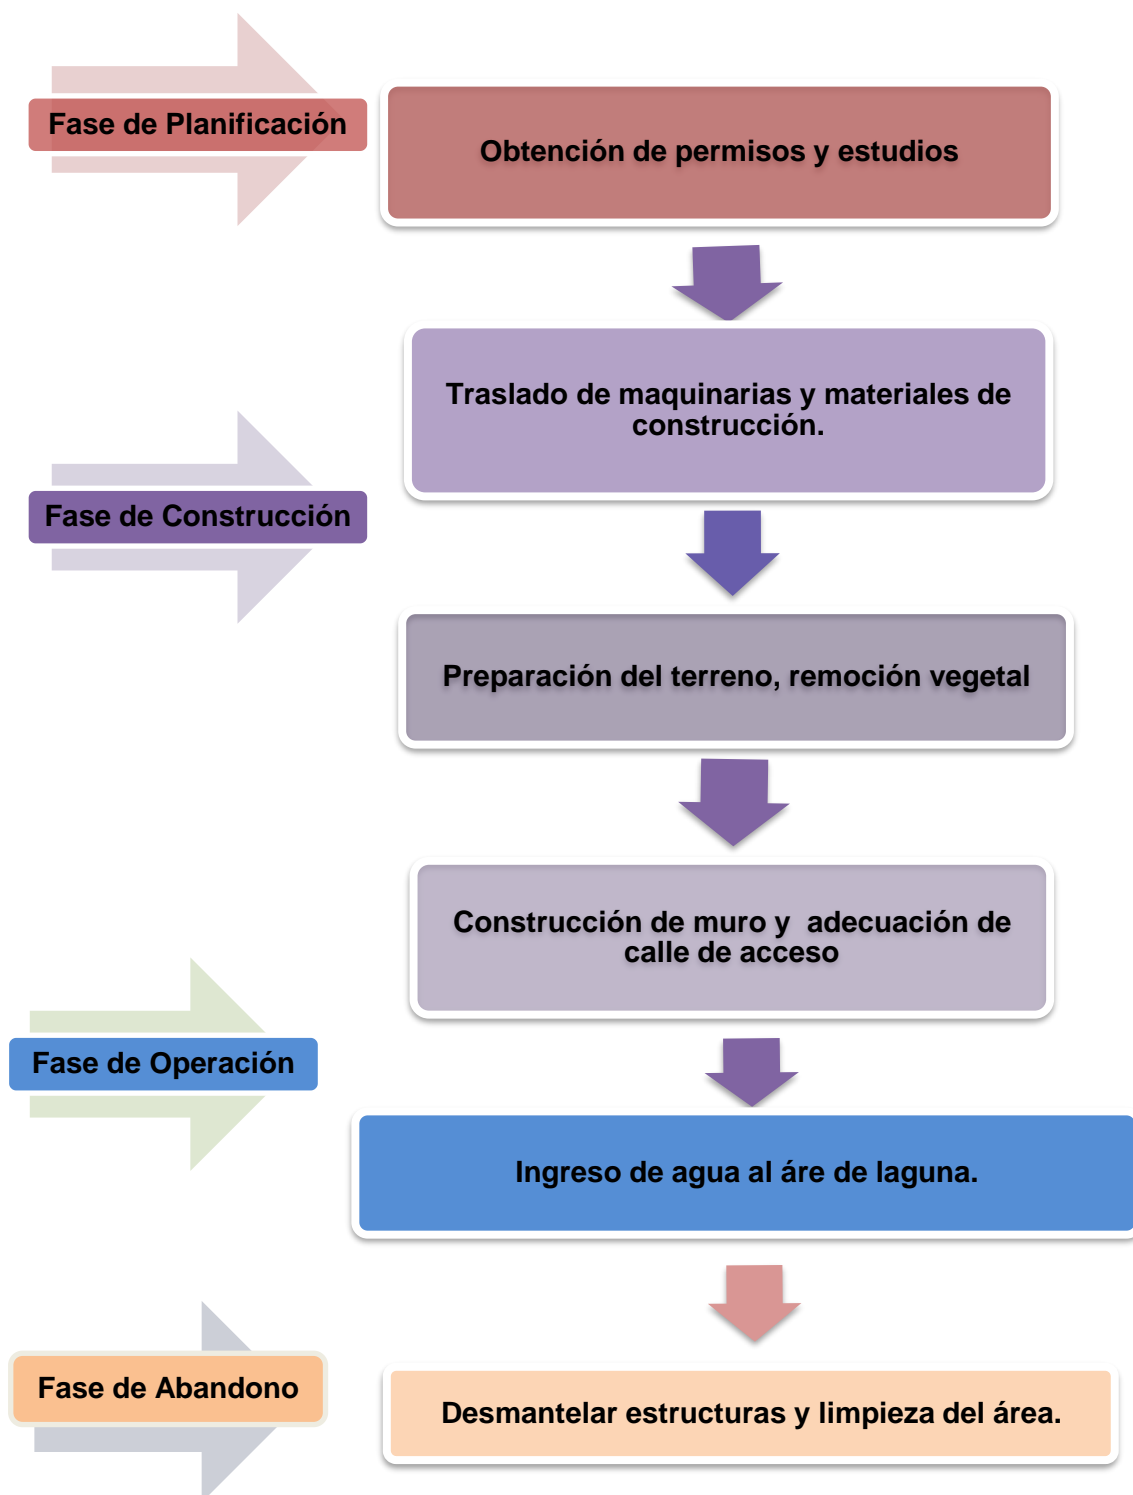 Fase de Planificación
Obtención de permisos y estudios
Traslado de maquinarias y materiales de
construcción.
Fase de Construcción
Preparación del terreno, remoción vegetal
Construcción de muro y  adecuación de
calle de acceso
Fase de Operación
Ingreso de agua al áre de laguna.
Fase de Abandono
Desmantelar estructuras y limpieza del área.